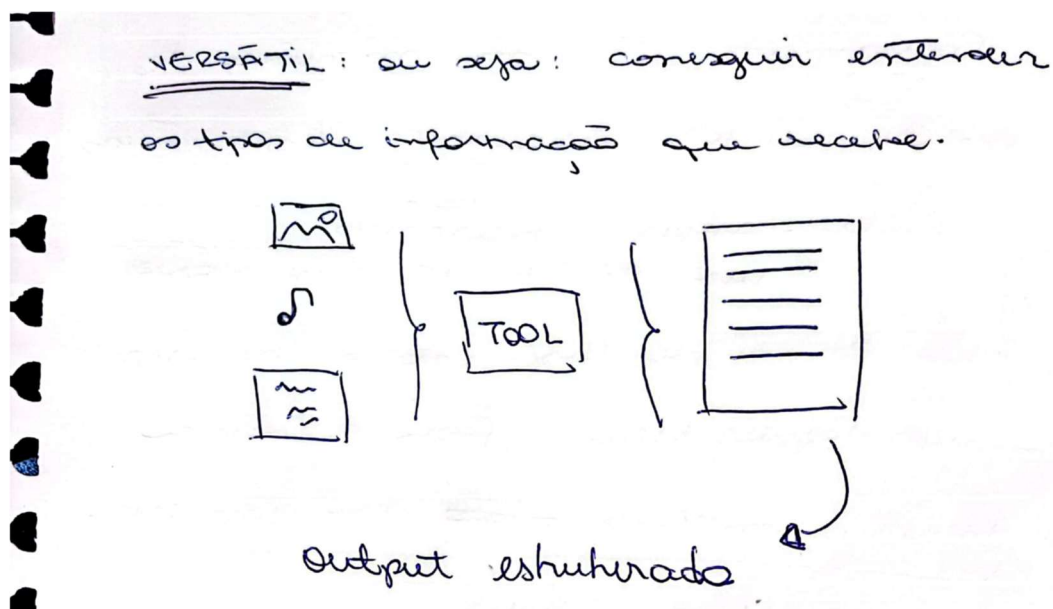 VERSÁTIL: ou seja: conseguir entender
os tipos de informação que recebe.
TOOL
Output estruturado